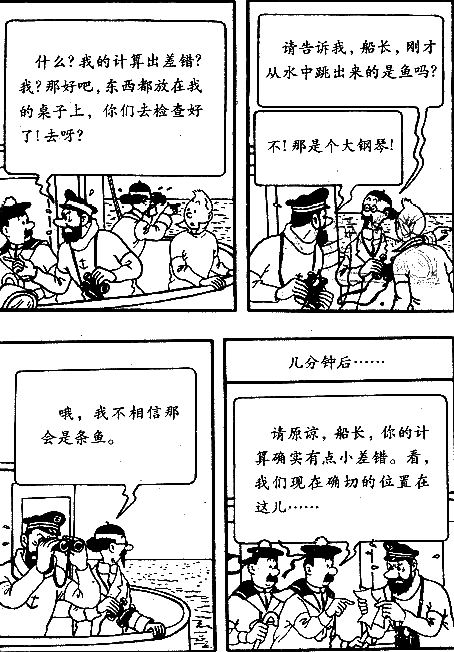 什么?我的计算出差错?
我?那好吧,东西都放在我
的桌子上,你们去检查好
了!去呀?
请告诉我,船长,刚才
从水中跳出来的是鱼吗?
不!那是个大钢琴!
哦,我不相信那
会是条鱼。
几分钟后……
请原谅,船长,你的计
算确实有点小差错。看,
我们现在确切的位置在
这儿……